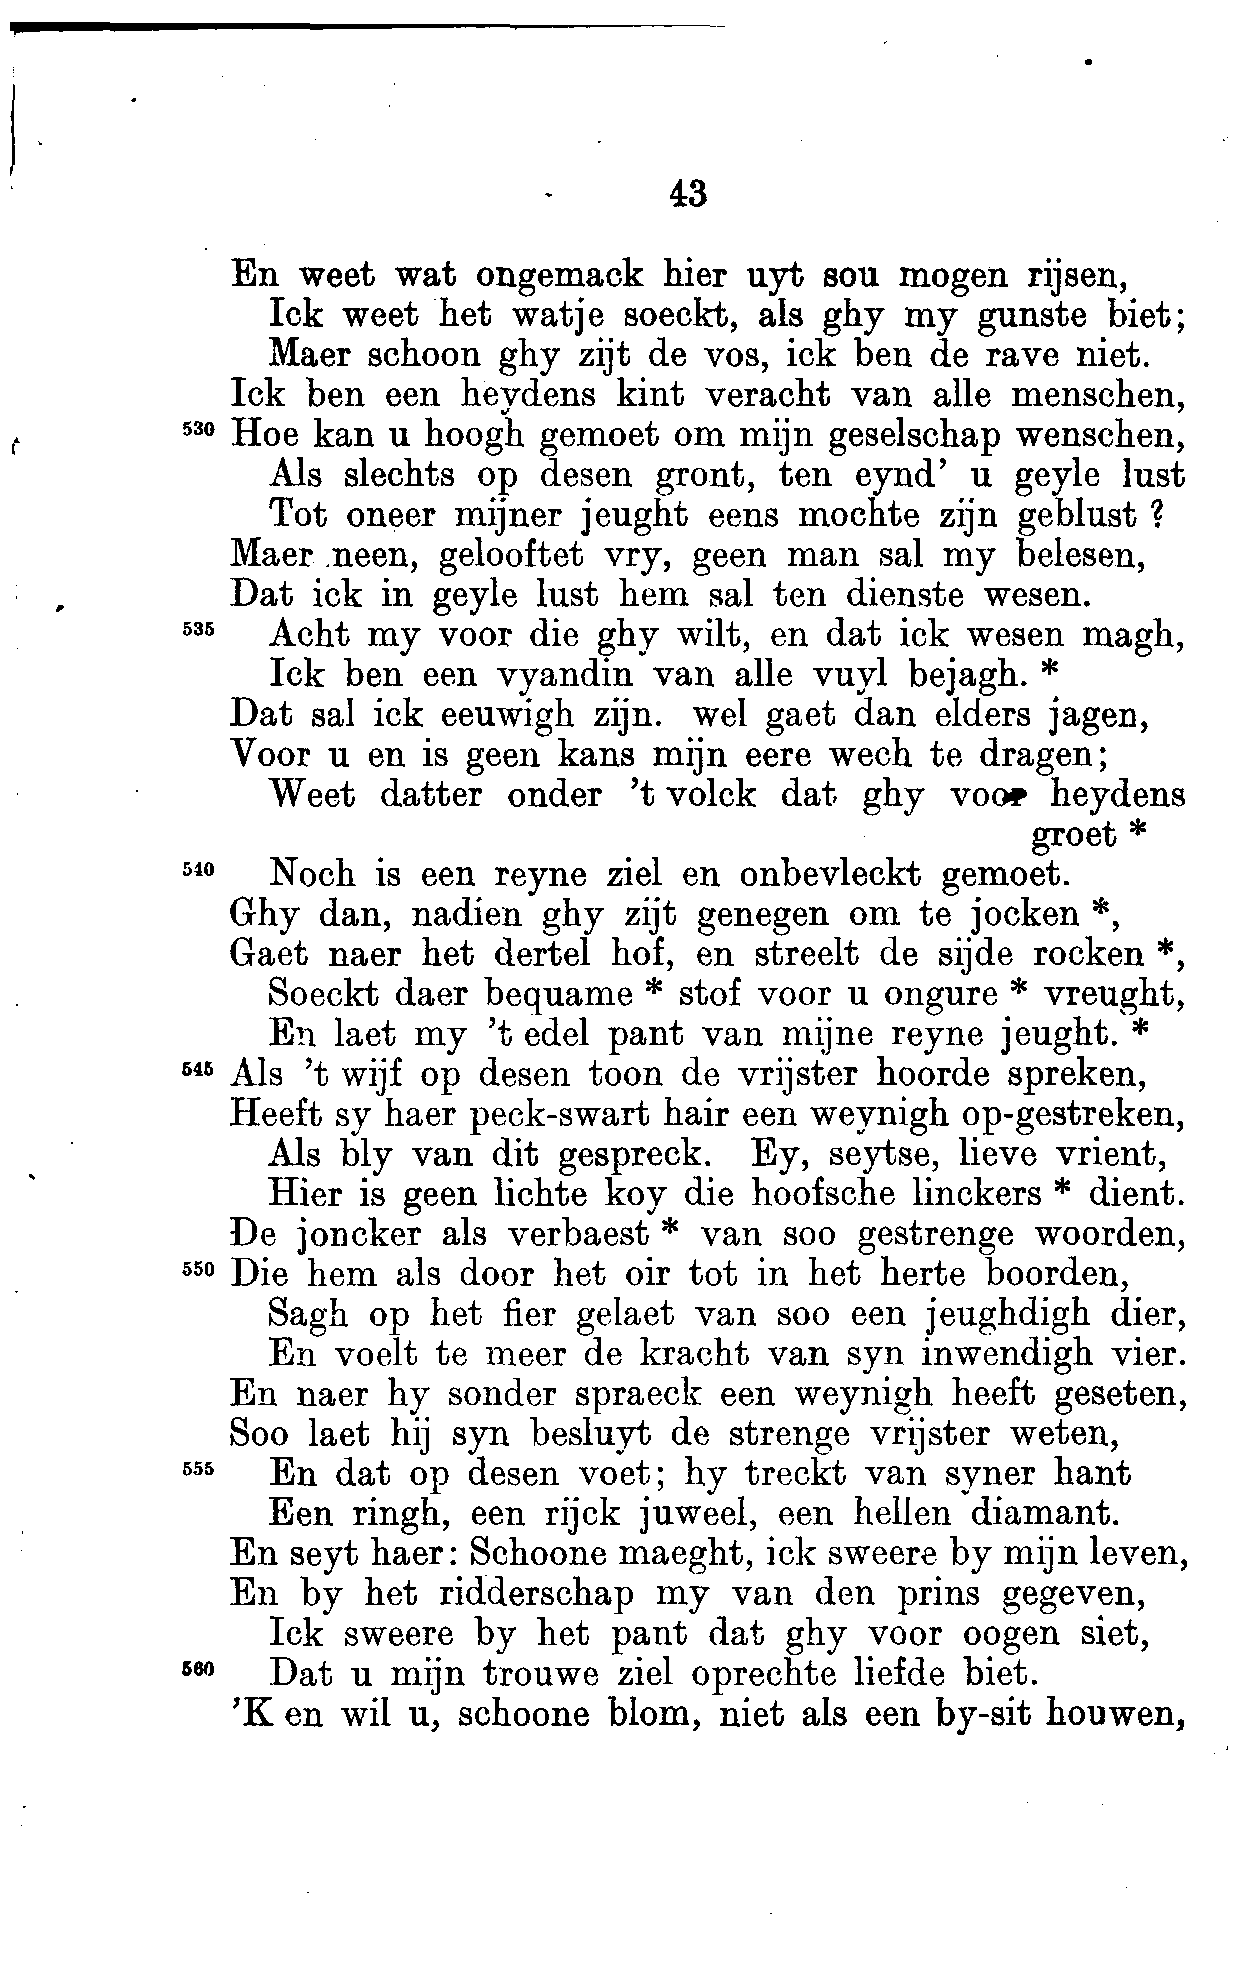 43
En weet wat ongemack hier uyt sou mogen rijsen,
Ick weet het watje soeckt, als ghy my gunste biet;
Maer schoon ghy zijt de vos, ick ben de rave niet.
Ick ben een heydens kint veracht van alle menschen,
530 Hoe kan u hoogh gemoet om mijn geselschap wenschen,
Als slechts op desen gront, ten eynd' u geyle lust
Tot oneer mijner jeught eens mochte zijn geblust ?
Maer neen, gelooftet vry, geen man sal my belesen,
Dat ick in geyle lust hem sal ten dienste wesen.
535 Acht my voor die ghy wilt, en dat ick wesen magh,
Ick ben een vyandin van alle vuyl bejagh. *
Dat sal ick eeuwigh zijn. wel gaet dan elders jagen,
Voor u en is geen kans mijn eere wech te dragen;
Weet datter onder 't volck dat ghy voor heydens
groet *
540 Noch is een reyne ziel en onbevleckt gemoet.
Ghy dan, nadien ghy zijt genegen om te jocken *,
Gaet naer het dertel hof, en streelt de sijde rocken *,
Soeckt daer bequame * stof voor u ongure * vreught,
En laet my 't edel pant van mijne reyne jeught. *
545 Als 't wijf op desen toon de vrijster hoorde spreken,
Heeft sy haer peck-swart hair een weynigh op-gestreken,
Als bly van dit gespreck. Ey, seytse, lieve vrient,
Hier is geen lichte koy die hoofsche linckers * dient.
De joncker als verbaest * van soo gestrenge woorden,
550 Die hem als door het oir tot in het herte boorden,
Sagh op het fier gelaet van soo een jeughdigh dier,
En voelt te meer de kracht van syn inwendigh vier.
En naer hy sonder spraeck een weynigh heeft geseten,
Soo laet hij syn besluyt de strenge vrijster weten,
555 En dat op desen voet; hy treckt van syner hant
Een ringh, een rijck juweel, een hellen diamant.
En seyt haer: Schoone maeght, ick sweere by mijn leven,
En by het ridderschap my van den prins gegeven,
Ick sweere by het pant dat ghy voor oogen siet,
560 Dat u mijn trouwe ziel oprechte liefde biet.
'K en wil u, schoone blom, niet als een by-sit houwen,